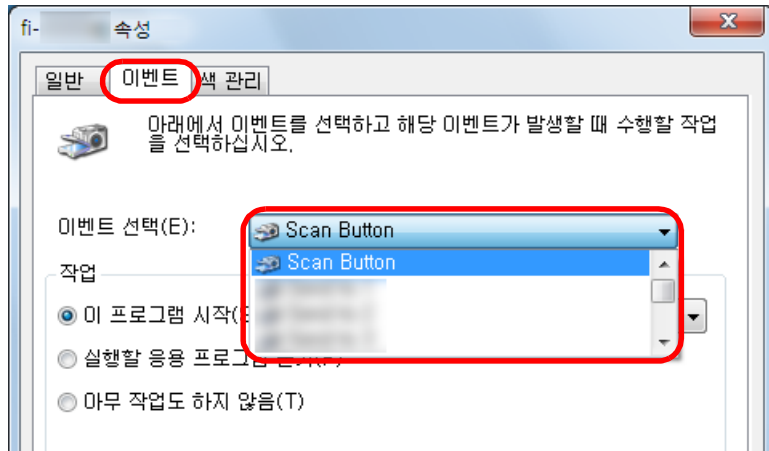 fi- 속성
일반 이벤트 색 관리
아래에서 이벤트를 선택하고 해당 이벤트가 발생할 때 수행할 작업
을 선택하십시오.
이벤트 선택(E): Scan Button
Scan Button
작업
이 프로그램 시작(
실행할 응용 프로그램
아무 작업도 하지 않음(T)